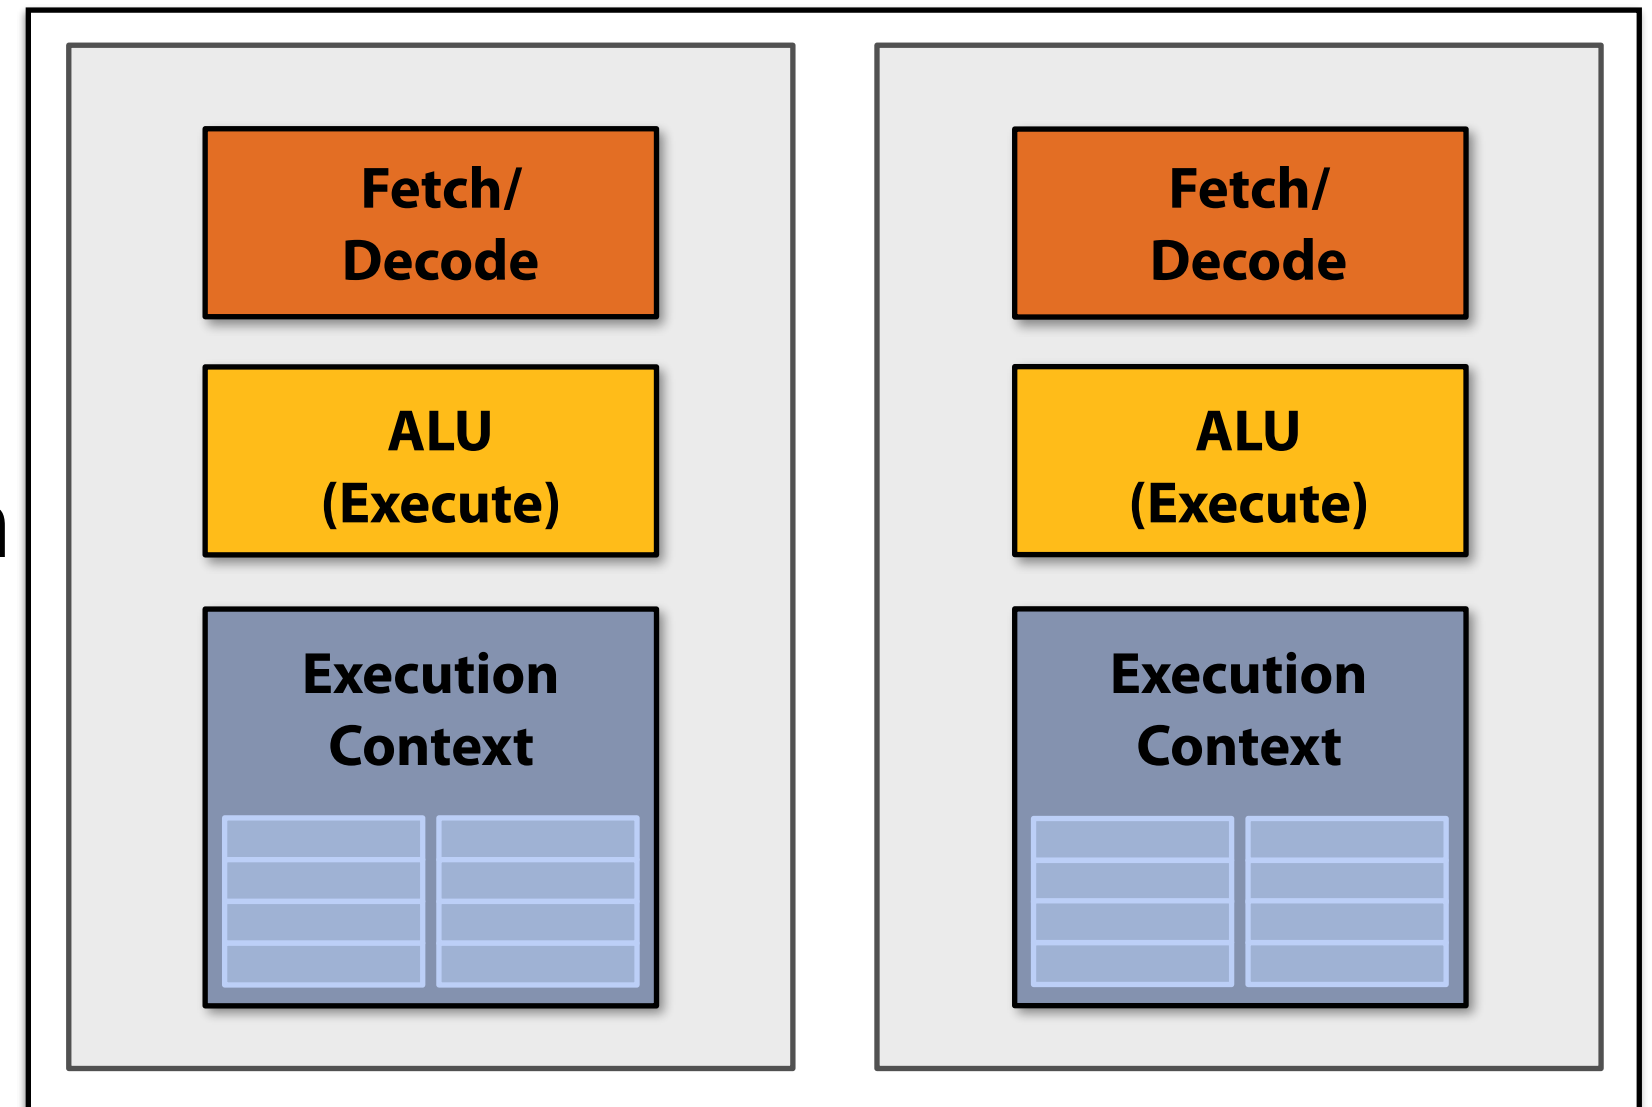 Fetch/
Decode
ALU
(Execute)
Execution
Context
Fetch/
Decode
ALU
(Execute)
Execution
Context